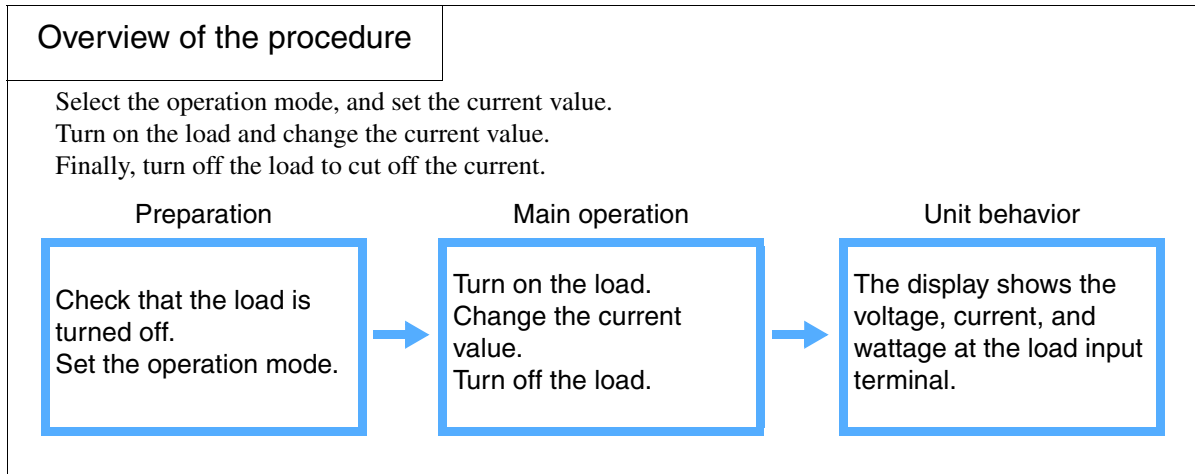 Overview of the procedure
Select the operation mode, and set the current value.
Turn on the load and change the current value.
Finally, turn off the load to cut off the current.
Preparation
Check that the load is
turned off.
Set the operation mode.
Main operation
Turn on the load.
Change the current
value.
Turn off the load.
Unit behavior
The display shows the
voltage, current, and
wattage at the load input
terminal.